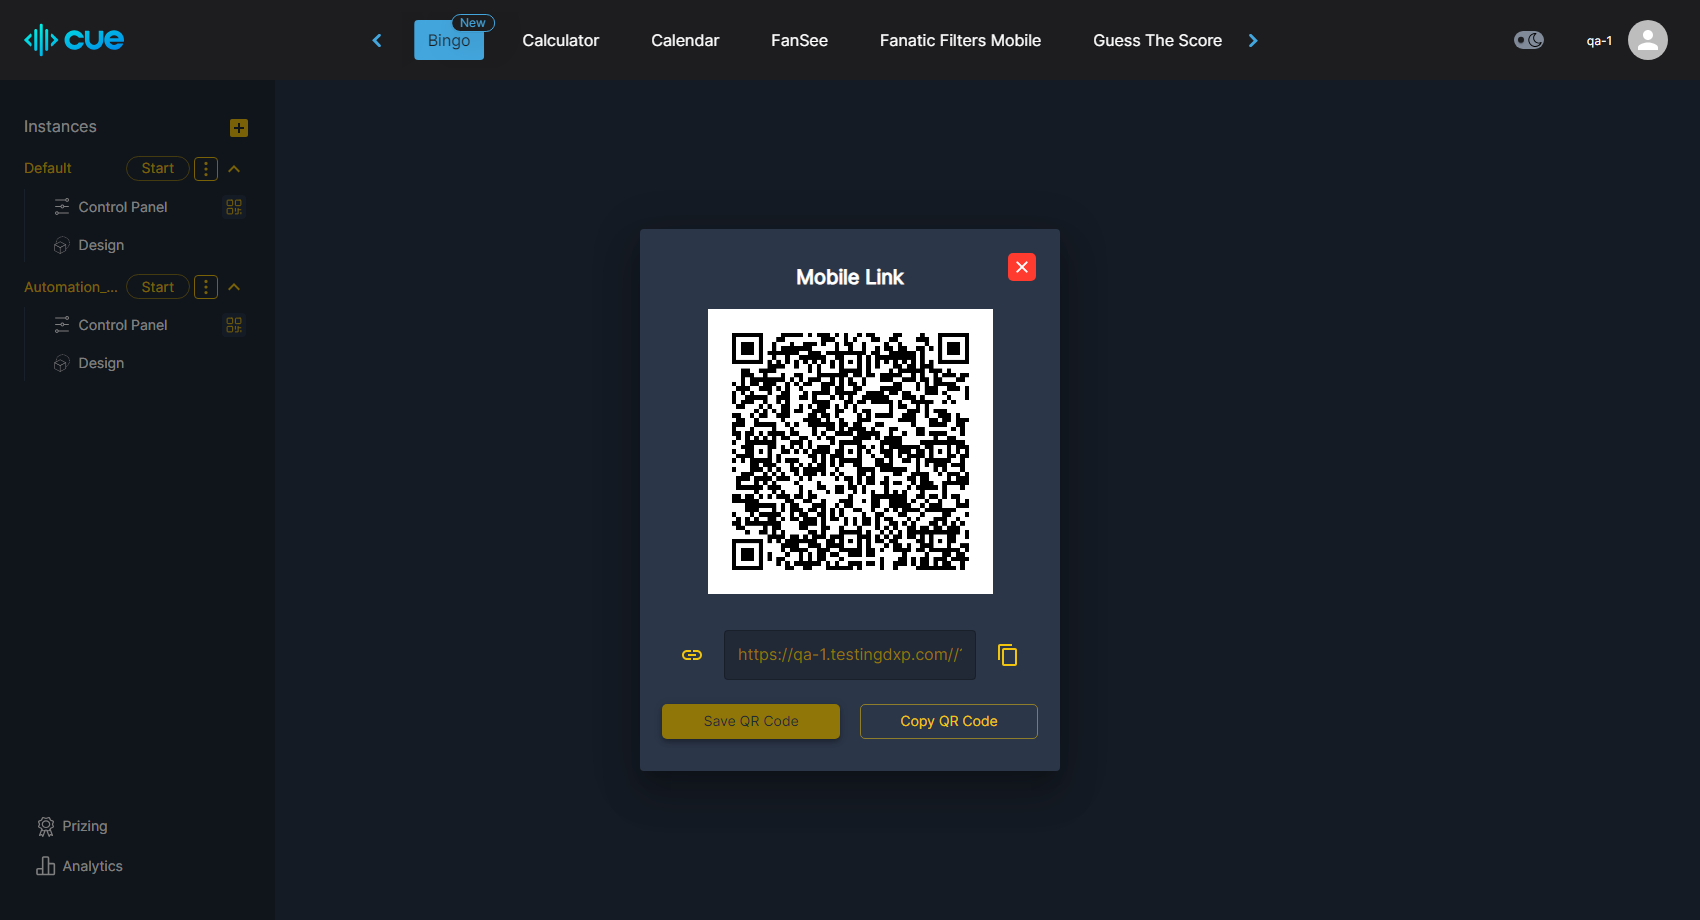 cue
New
Bingo
Calculator
Calendar
FanSee
Fanatic Filters Mobile
Guess The Score
qa-1
Instances
Default
Start
Control Panel
Design
Automation_...
Start
Control Panel
Design
Prizing
Analytics
Mobile Link
https://qa-1.testingdxp.com//
Save QR Code
Copy QR Code